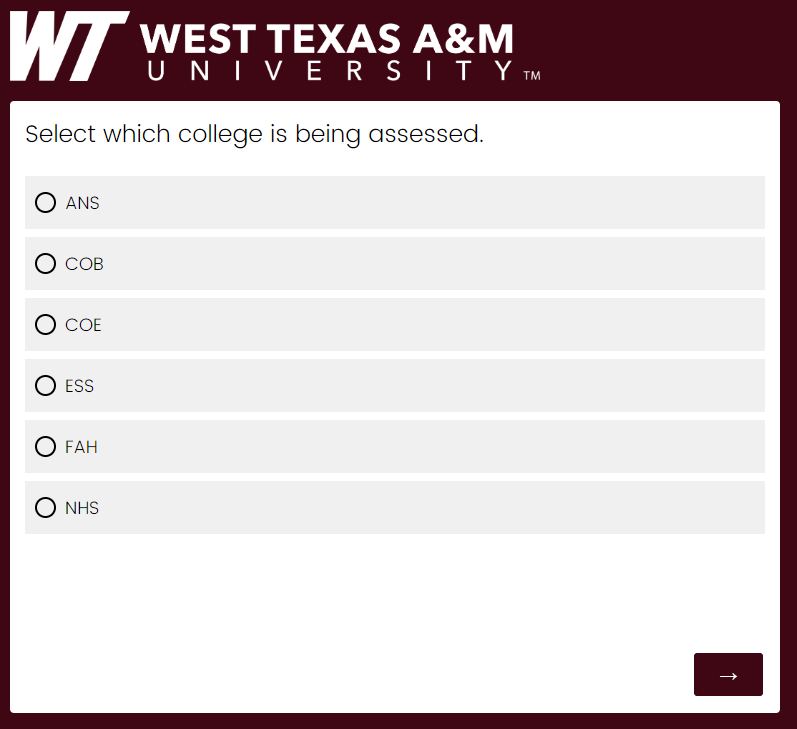 WT WEST TEXAS A&M
UNIVERSITY™
Select which college is being assessed.
ANS
COB
COE
ESS
FAH
NHS
→